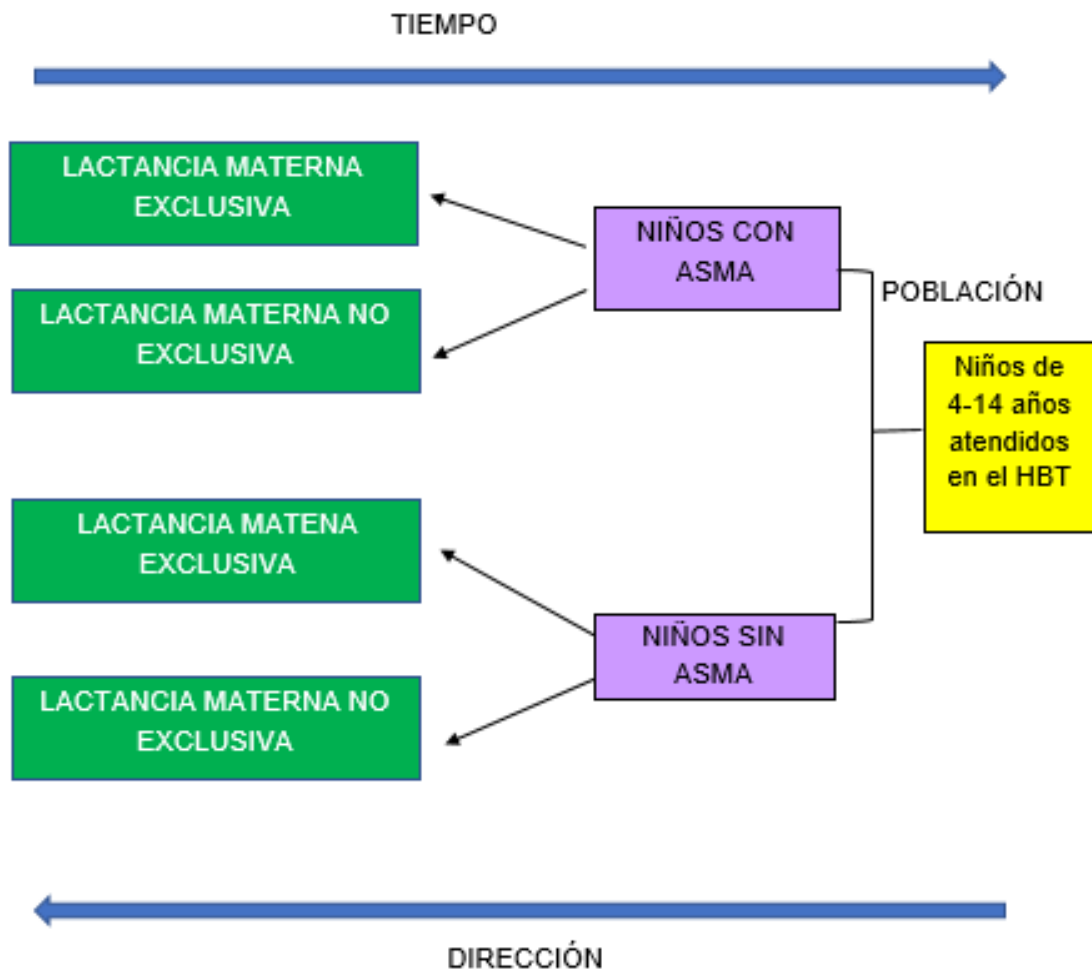 TIEMPO
LACTANCIA MATERNA
EXCLUSIVA
NIÑOS CON
ASMA
POBLACIÓN
LACTANCIA MATERNA NO
EXCLUSIVA
Niños de
4-14 años
atendidos
en el HBT
LACTANCIA MATENA
EXCLUSIVA
NIÑOS SIN
ASMA
LACTANCIA MATERNA NO
EXCLUSIVA
DIRECCIÓN